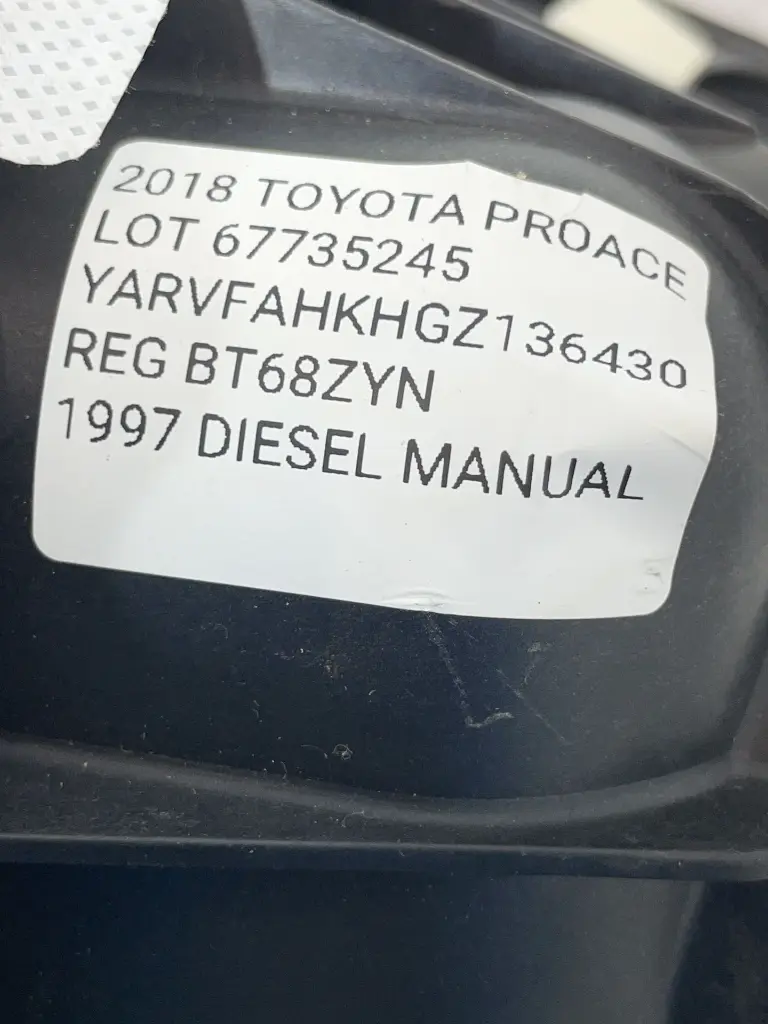 2018 TOYOTA PROACE
LOT 67735245
YARVFAHKHGZ136430
REG BT68ZYN
1997 DIESEL MANUAL